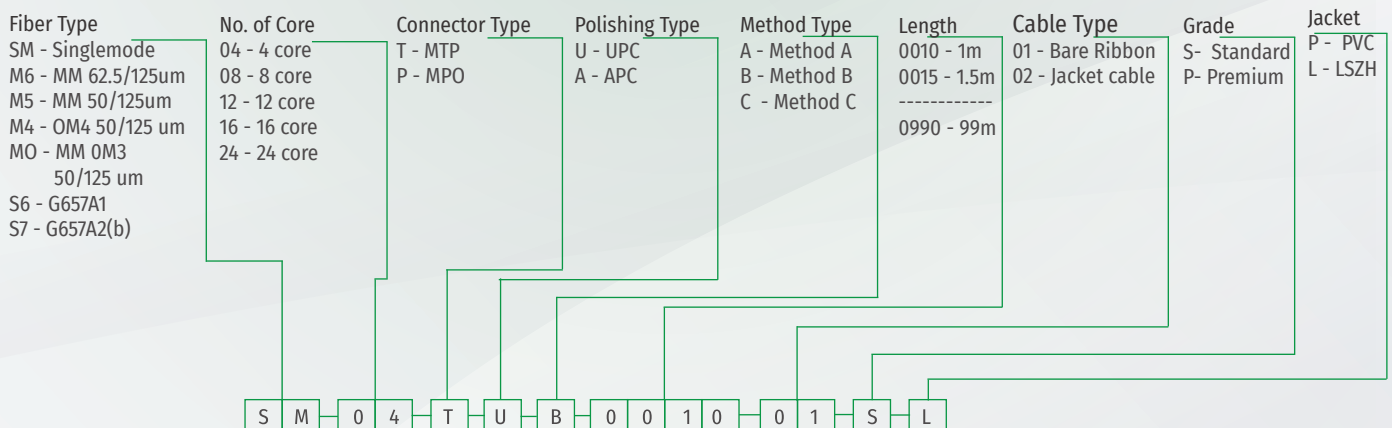 Fiber Type
SM - Singlemode
M6 - MM 62.5/125um
M5 - MM 50/125um
M4 - OM4 50/125 um
MO - MM 0M3
50/125 um
S6 - G657A1
S7 - G657A2(b)
No. of Core
04 - 4 core
08 - 8 core
12 - 12 core
16 - 16 core
24 - 24 core
Connector Type
T - MTP
P - MPO
Polishing Type
U - UPC
A - APC
Method Type
A - Method A
B - Method B
C - Method C
Length
0010 - 1m
0015 - 1.5m
------------
0990 - 99m
Cable Type
01 - Bare Ribbon
02 - Jacket cable
Grade
S- Standard
P- Premium
Jacket
P - PVC
L - LSZH
S M - 0 4 - T - U - B - 0 0 1 0 - 0 1 - S - L